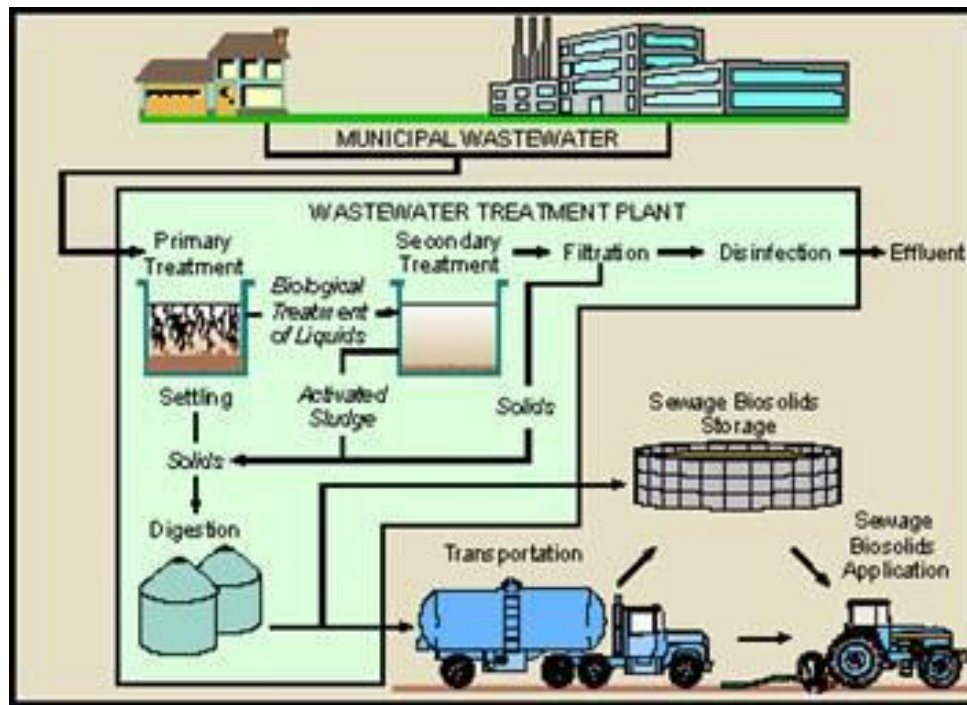 MUNICIPAL WASTEWATER
WASTEWATER TREATMENT PLANT
Primary
Treatment
Biological
Treatment
of Liquids
Secondary
Treatment
Filtration
Disinfection
Effluent
Settling
Activated
Sludge
Solids
Solids
Digestion
Sewage Biosolids
Storage
Transportation
Sewage
Biosolids
Application